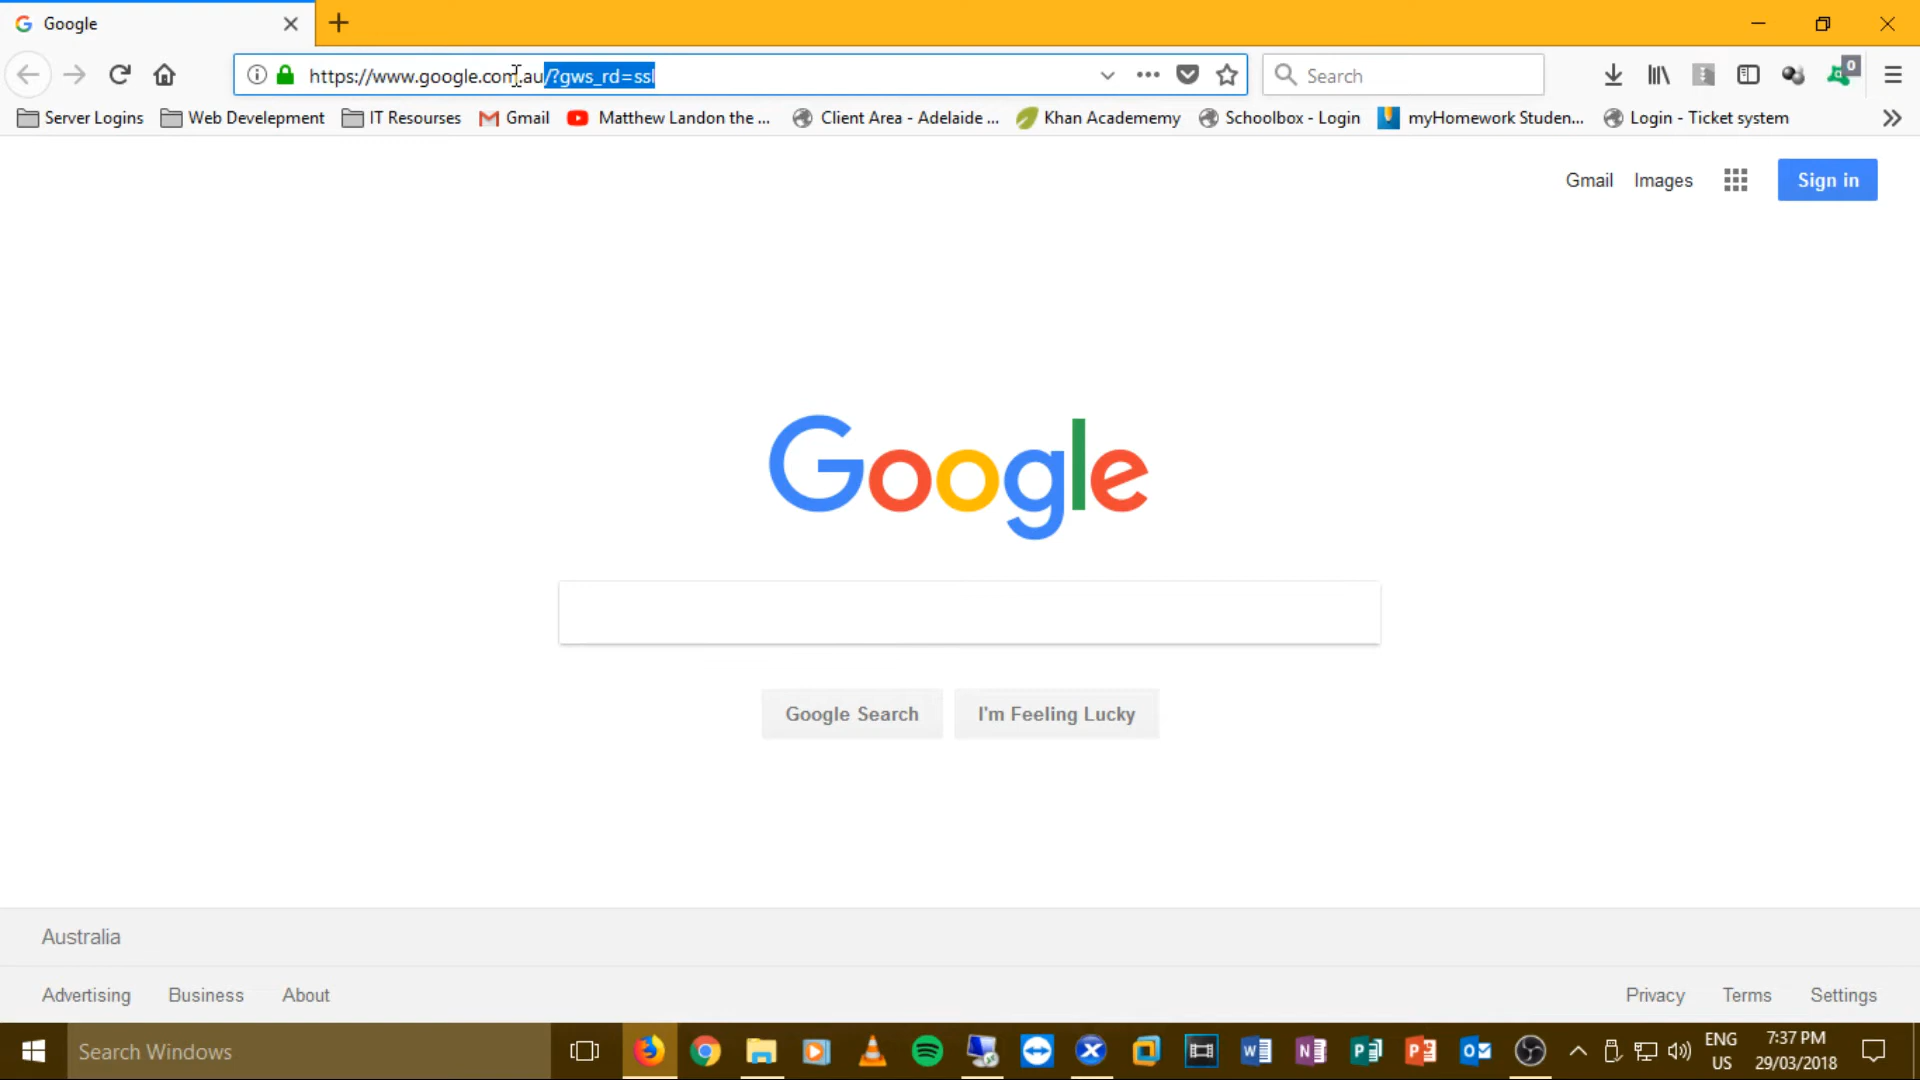 Google
https://www.google.com.au/?gws_rd=ssl
Search
0
Server Logins
Web Develepment
IT Resourses
Gmail
Matthew Landon the ...
Client Area - Adelaide ...
Khan Academemy
Schoolbox - Login
myHomework Studen...
Login - Ticket system
Gmail
Images
Sign in
Google
Google Search
I'm Feeling Lucky
Australia
Advertising
Business
About
Privacy
Terms
Settings
Search Windows
ENG
US
7:37 PM
29/03/2018